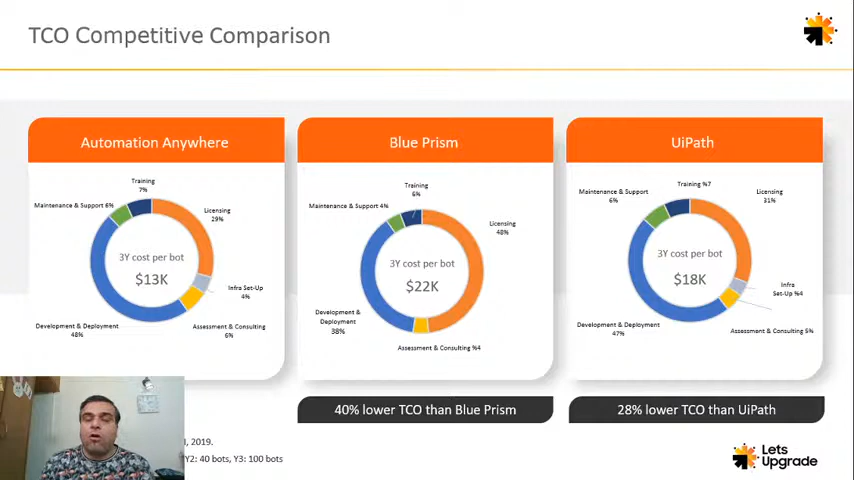 TCO Competitive Comparison
Automation Anywhere
Training
7%
Maintenance & Support 6%
Licensing
29%
3Y cost per bot
$13K
Infra Set-Up
4%
Development & Deployment
48%
Assessment & Consulting
6%
Blue Prism
Training
6%
Maintenance & Support 4%
Licensing
48%
3Y cost per bot
$22K
Development &
Deployment
38%
Assessment & Consulting %4
40% lower TCO than Blue Prism
UiPath
Training %7
Maintenance & Support
6%
Licensing
31%
3Y cost per bot
$18K
Infra
Set-Up %4
Development & Deployment
47%
Assessment & Consulting 5%
28% lower TCO than UiPath
, 2019.
Y2: 40 bots, Y3: 100 bots
Lets
Upgrade